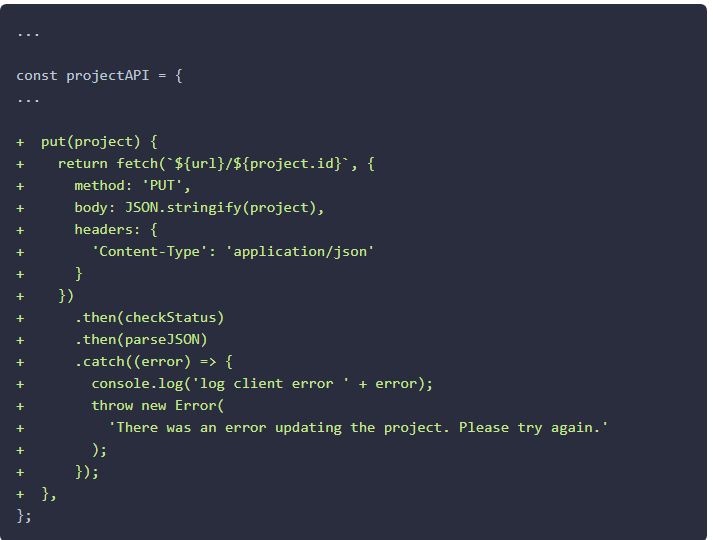 ...
const projectAPI = {
...
+  put(project) {
+    return fetch(`${url}/${project.id}`, {
+      method: 'PUT',
+      body: JSON.stringify(project),
+      headers: {
+        'Content-Type': 'application/json'
+      }
+    })
+      .then(checkStatus)
+      .then(parseJSON)
+      .catch((error) => {
+        console.log('log client error ' + error);
+        throw new Error(
+          'There was an error updating the project. Please try again.'
+        );
+      });
+  },
};